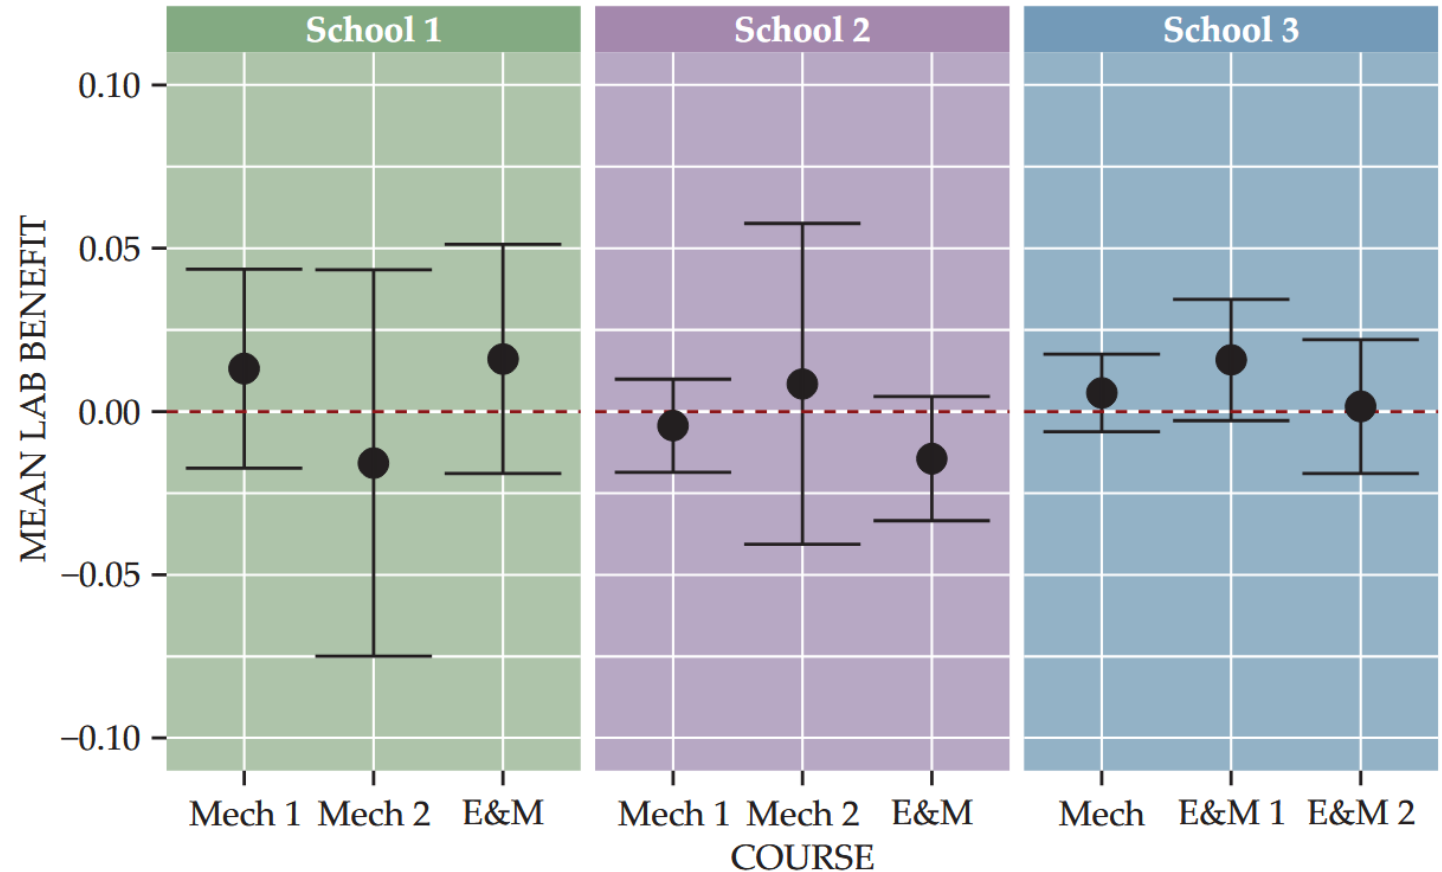 School 1 School 2 School 3
0.10
0.05
0.00
−0.05
−0.10
MEAN LAB BENEFIT
Mech 1 Mech 2 E&M Mech 1 Mech 2 E&M Mech E&M 1 E&M 2
COURSE